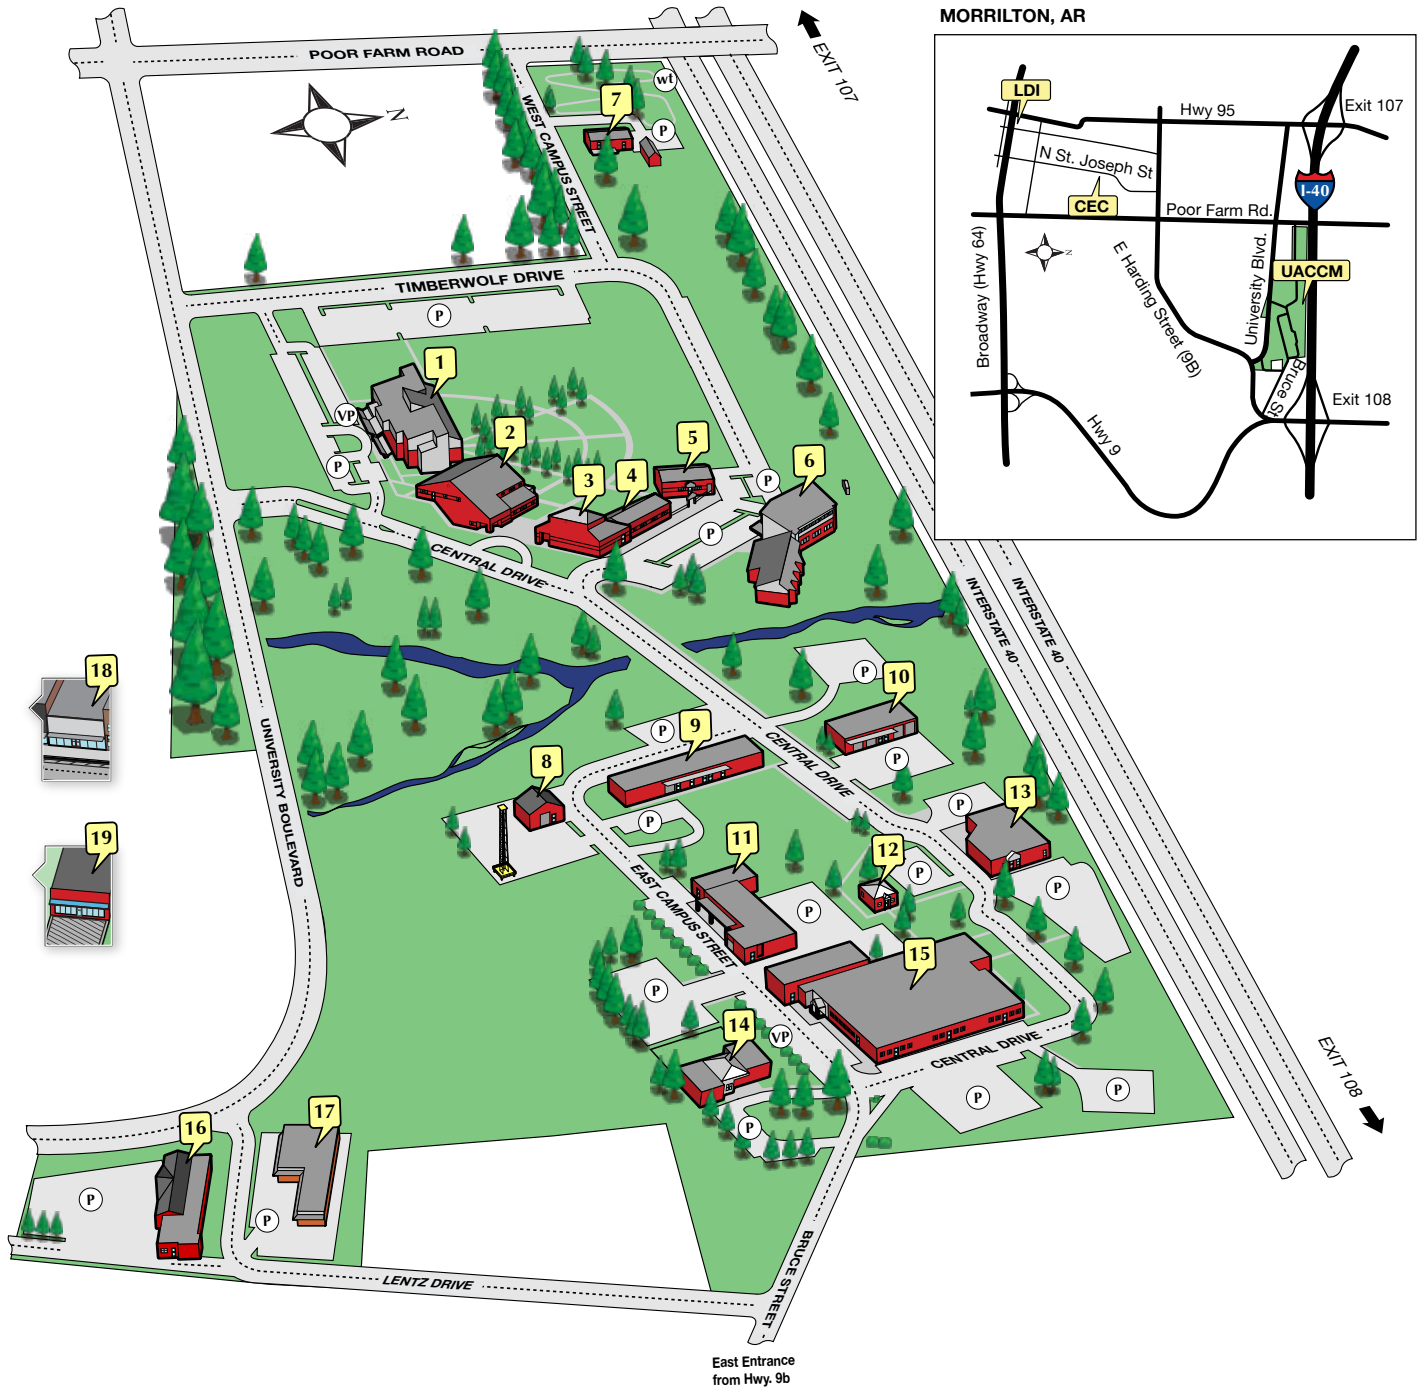 MORRILTON, AR
EXIT 107
POOR FARM ROAD
WEST CAMPUS STREET
wt
7
P
N
TIMBERWOLF DRIVE
P
1
VP
P
2
3
4
5
6
P
P
CENTRAL DRIVE
INTERSTATE 40
INTERSTATE 40
LDI
Hwy 95
Exit 107
N St. Joseph St
I-40
CEC
Poor Farm Rd.
N
Broadway (Hwy 64)
E Harding Street (9B)
University Blvd.
UACCM
Bruce St
Exit 108
Hwy 9
18
19
UNIVERSITY BOULEVARD
P
10
P
9
P
CENTRAL DRIVE
8
P
P
13
11
12
P
P
P
EAST CAMPUS STREET
15
P
14
VP
CENTRAL DRIVE
P
P
P
EXIT 108
16
17
P
P
LENTZ DRIVE
BRUCE STREET
East Entrance
from Hwy. 9b